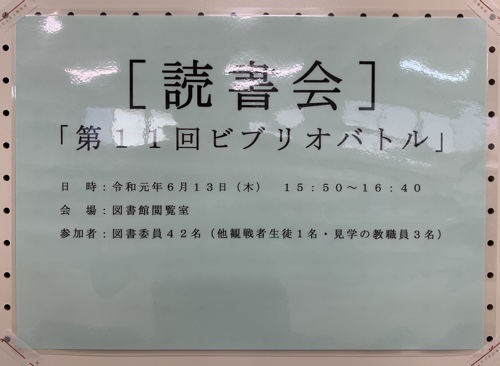 ［読書会］
「第１１回ビブリオバトル」
日　時：令和元年６月１３日（木）　１５：５０～１６：４０
会　場：図書館閲覧室
参加者：図書委員４２名（他観戦者生徒１名・見学の教職員３名）